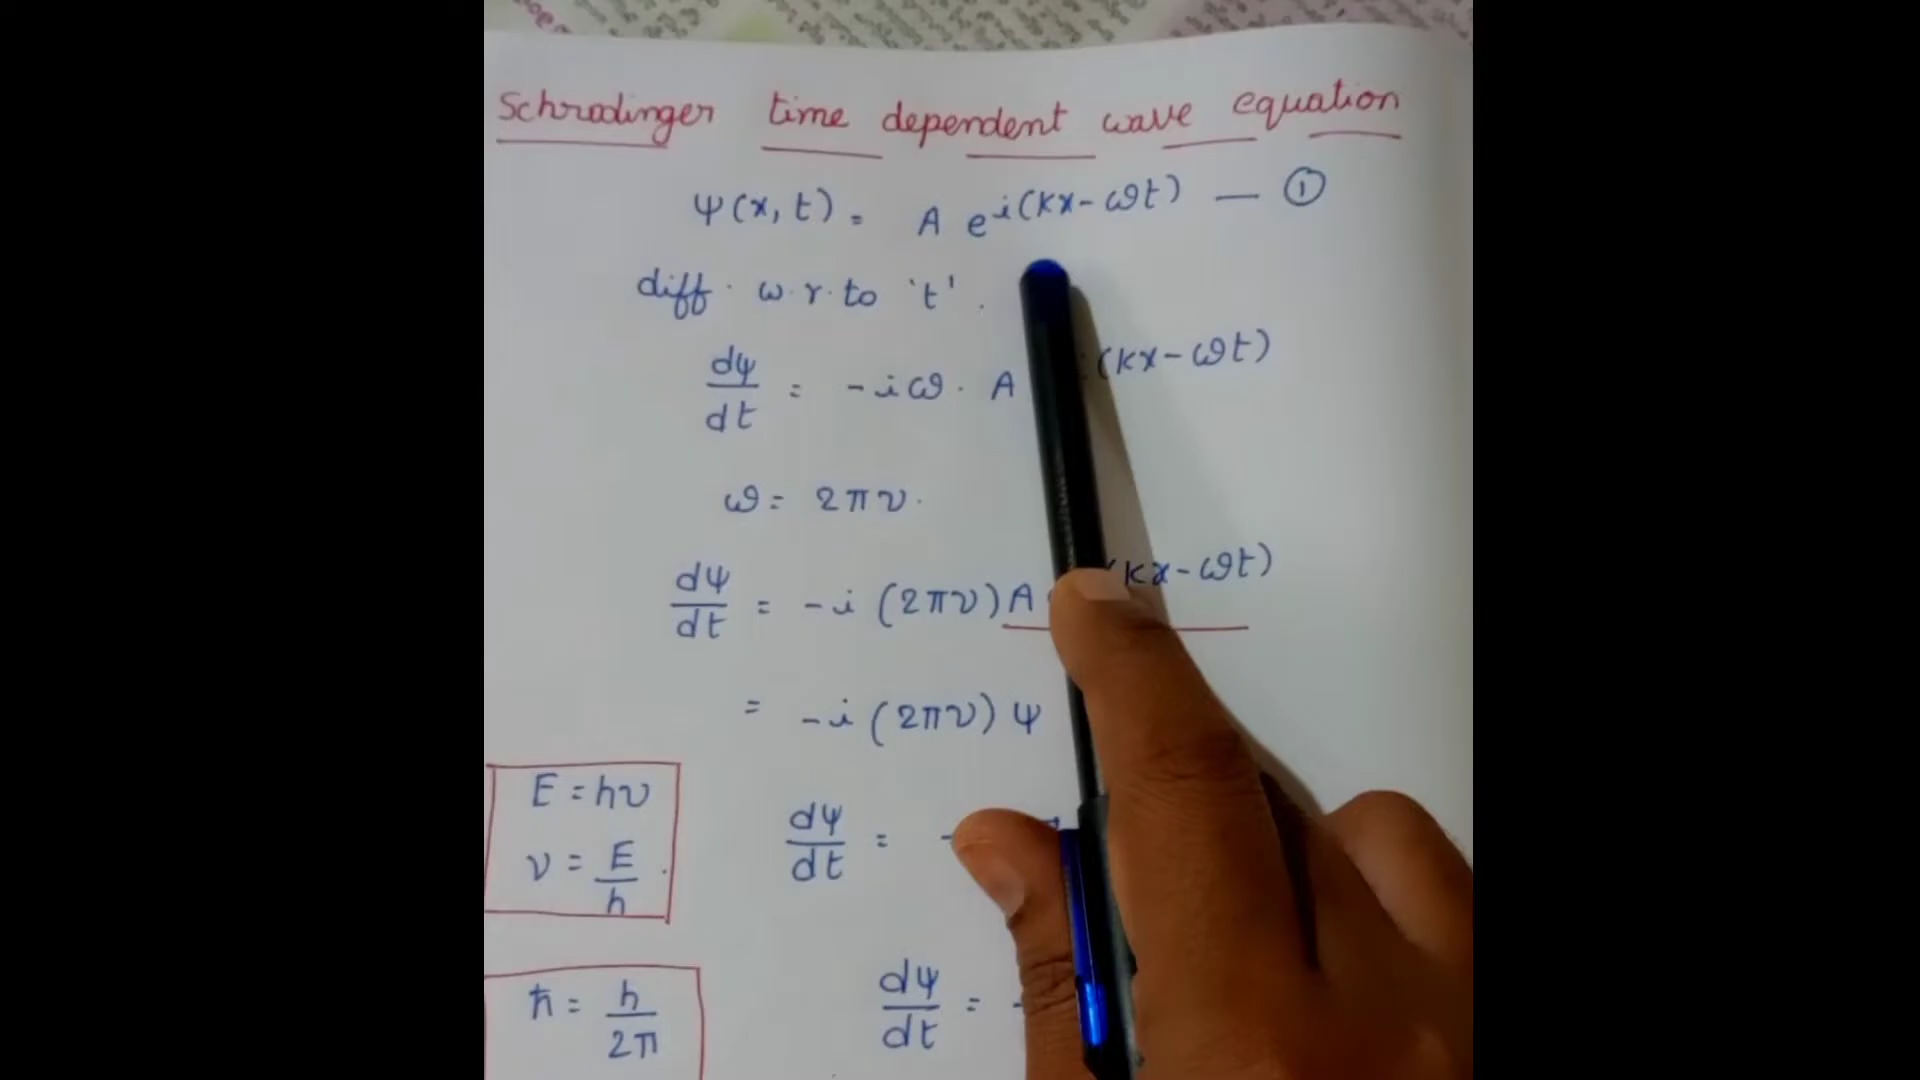 Schrodinger time dependent wave equation
Ψ(x, t) = A e^i(kx-ωt) — ①
diff. w.r.to 't'.
dψ/dt = -iω. A (kx-ωt)
ω = 2πν.
dψ/dt = -i (2πν) A (kx-ωt)
= -i (2πν) Ψ
E = hν
dψ/dt = -
ν = E/h.
dψ/dt = -
ħ = h/2π